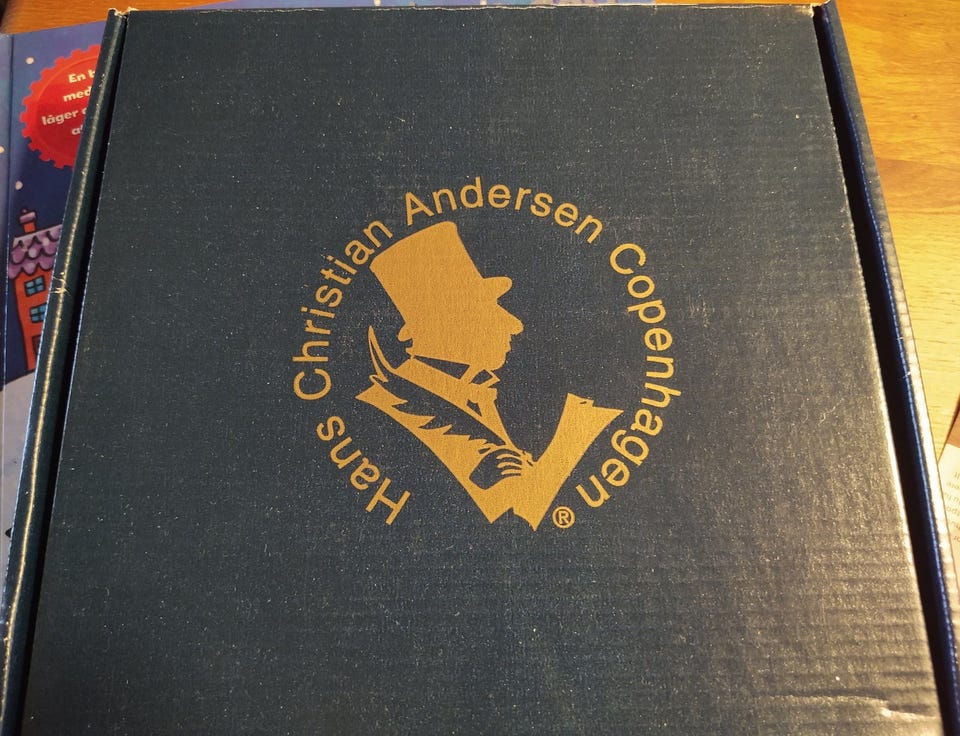 En
med
låger
Hans Christian Andersen Copenhagen ®